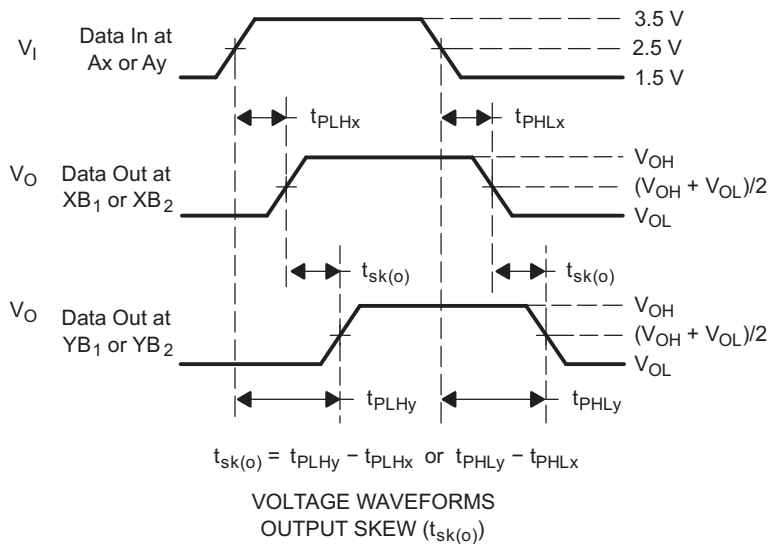 3.5 V
V_I Data In at 2.5 V
Ax or Ay
1.5 V
t_PLHx t_PHLx
V_OH
V_O Data Out at (V_OH + V_OL)/2
XB_1 or XB_2
V_OL
t_sk(o) t_sk(o)
V_OH
V_O Data Out at (V_OH + V_OL)/2
YB_1 or YB_2
V_OL
t_PLHy t_PHLy
t_sk(o) = t_PLHy − t_PLHx or t_PHLy − t_PHLx
VOLTAGE WAVEFORMS
OUTPUT SKEW (t_sk(o))